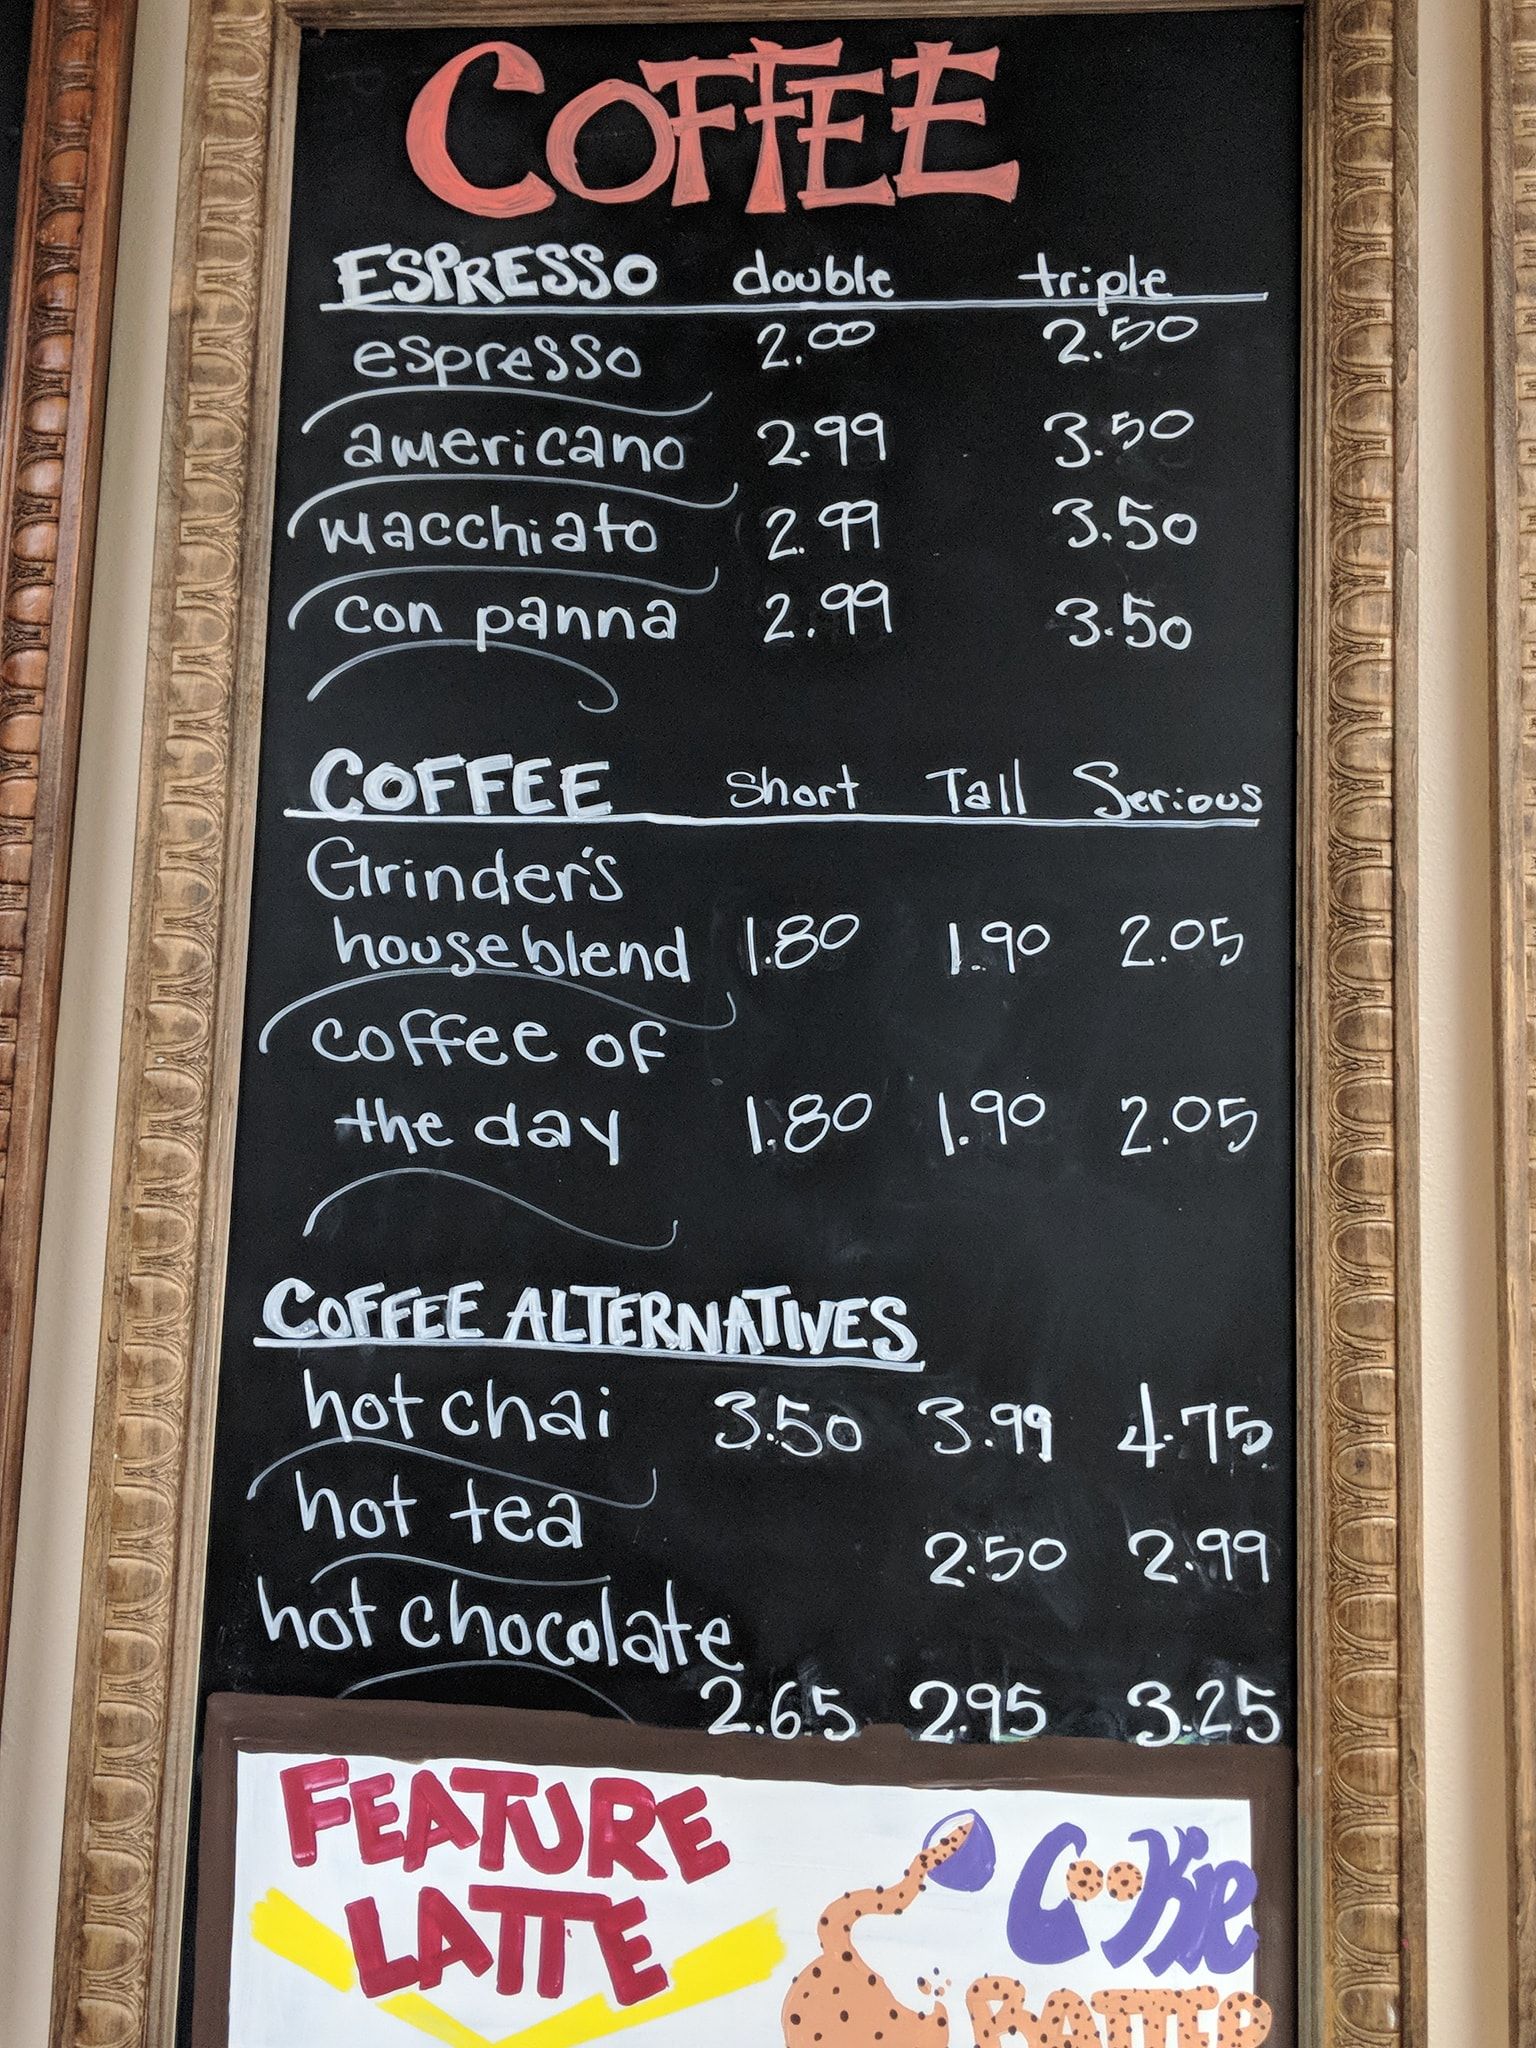 COFFEE
ESPRESSO double triple
espresso 2.00 2.50
americano 2.99 3.50
macchiato 2.99 3.50
con panna 2.99 3.50
COFFEE Short Tall Serious
Grinder's
house blend 1.80 1.90 2.05
coffee of
the day 1.80 1.90 2.05
COFFEE ALTERNATIVES
hot chai 3.50 3.99 4.75
hot tea 2.50 2.99
hot chocolate
2.65 2.95 3.25
FEATURE
LATTE
Cookie
BATTER